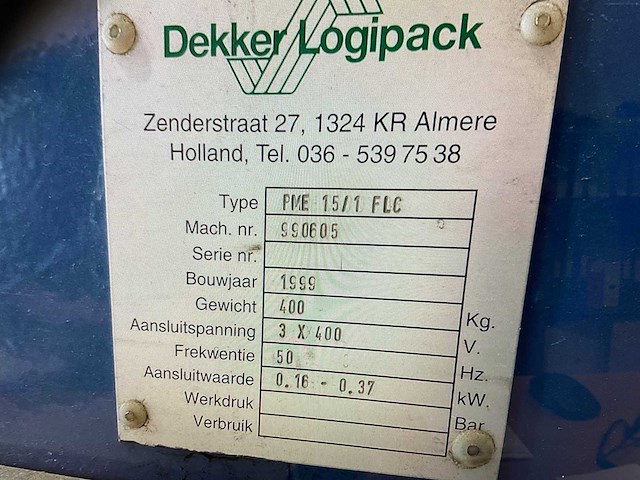 Dekker Logipack
Zenderstraat 27, 1324 KR Almere
Holland, Tel. 036 - 539 75 38
Type PME 15/1 FLC
Mach. nr. 990605
Serie nr.
Bouwjaar 1999
Gewicht 400 Kg.
Aansluitspanning 3 X 400 V.
Frekwentie 50 Hz.
Aansluitwaarde 0.16 - 0.37 kW.
Werkdruk Bar
Verbruik